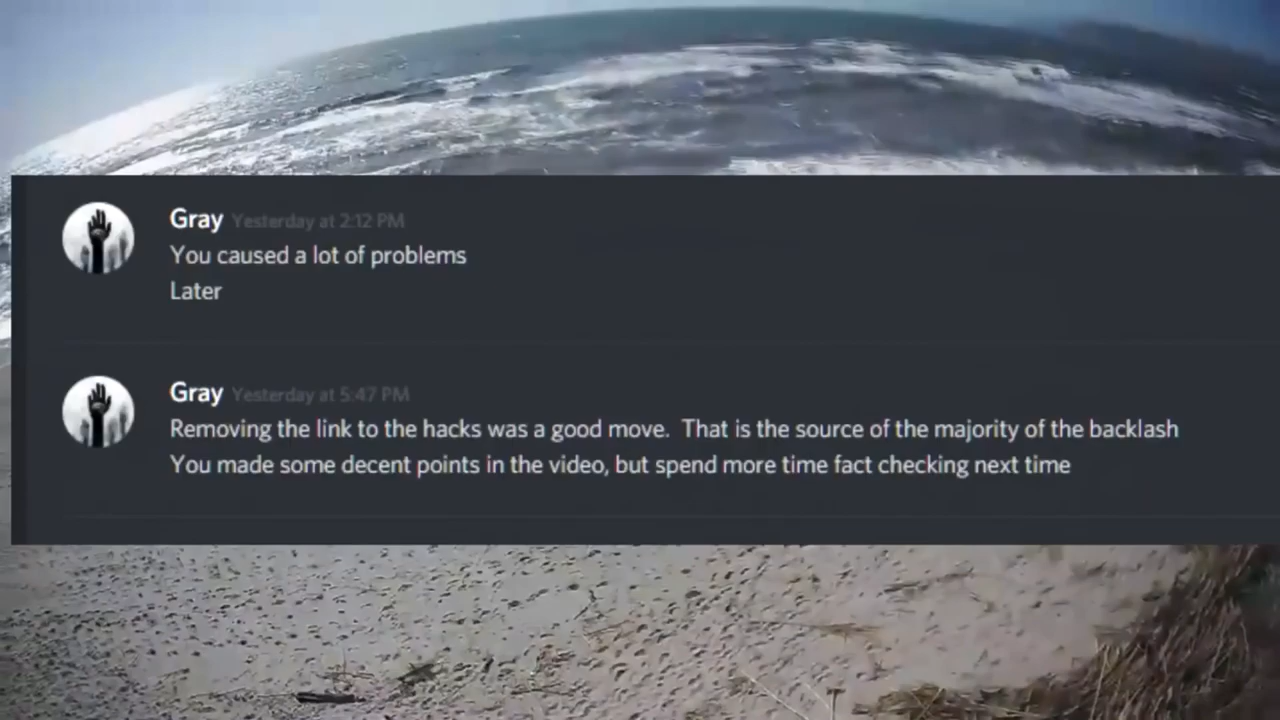 Gray Yesterday at 2:12 PM
You caused a lot of problems
Later
Gray Yesterday at 5:47 PM
Removing the link to the hacks was a good move.  That is the source of the majority of the backlash
You made some decent points in the video, but spend more time fact checking next time